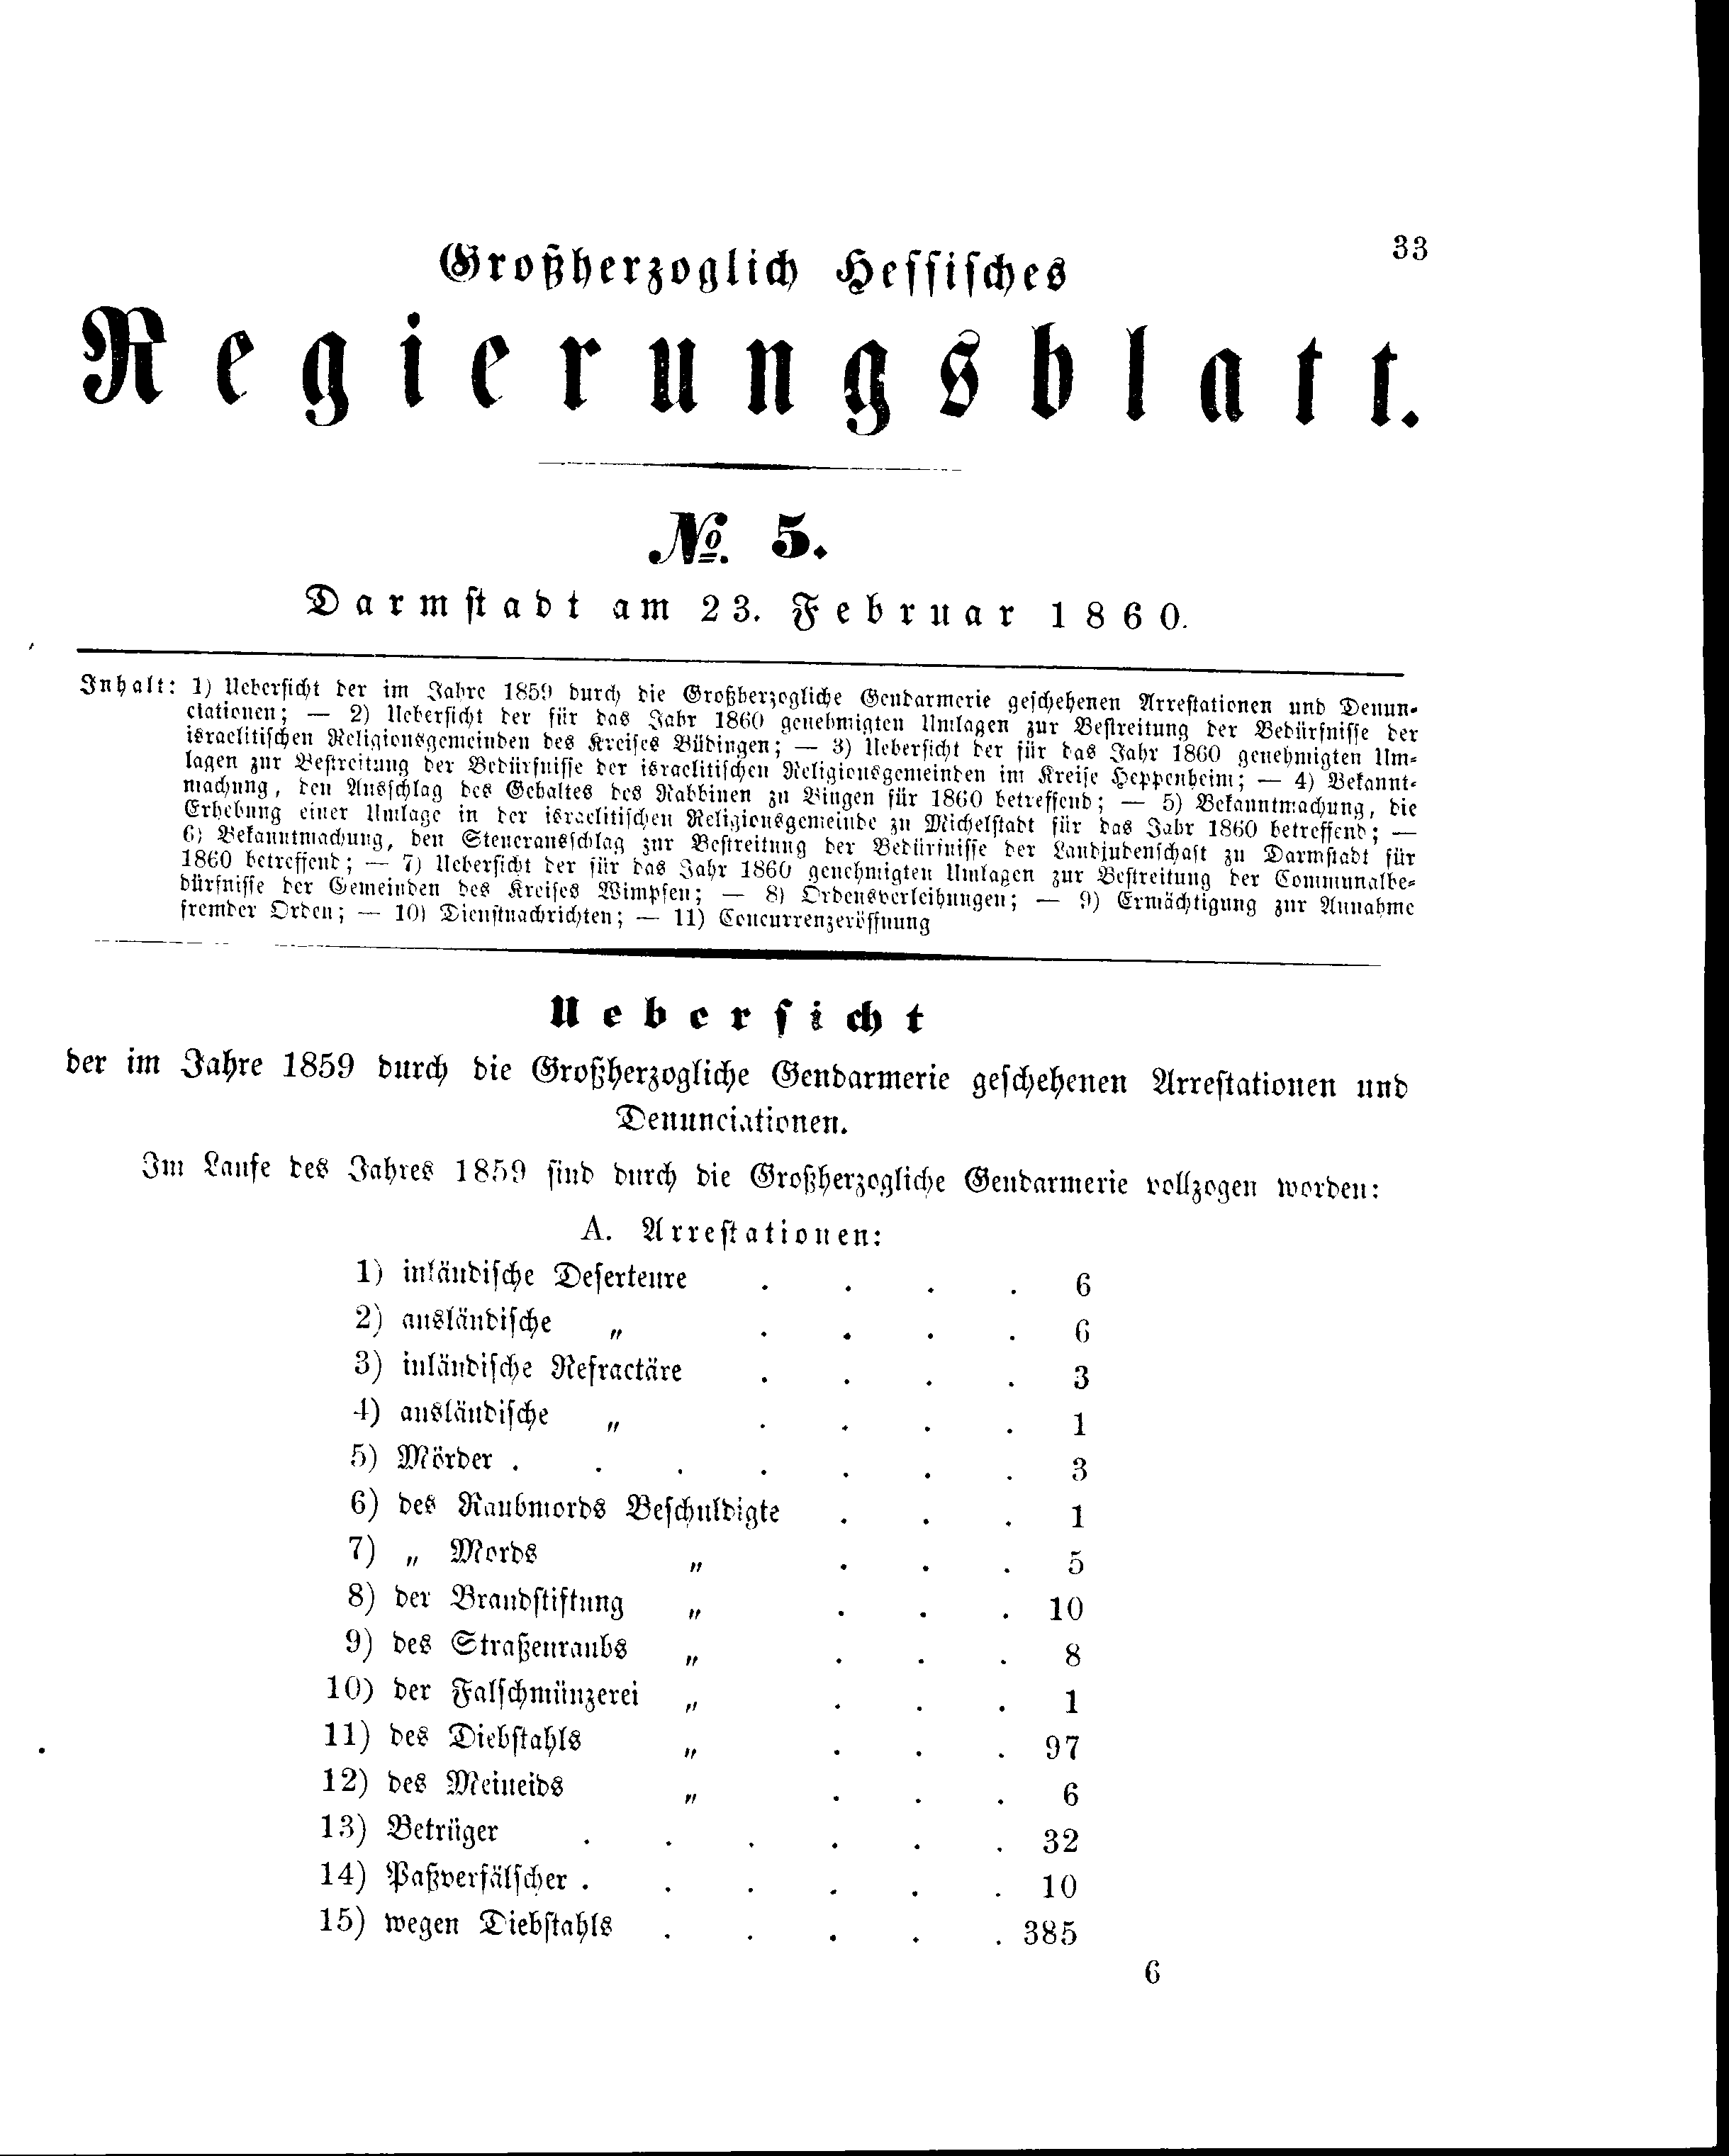 33
Großherzoglich Hessisches
Regierungsblatt.
No. 5.
Darmstadt am 23. Februar 1860.
Inhalt: 1) Uebersicht der im Jahre 1859 durch die Großherzogliche Gendarmerie geschehenen Arrestationen und Denun-
ciationen; — 2) Uebersicht der für das Jahr 1860 genehmigten Umlagen zur Bestreitung der Bedürfnisse der
israelitischen Religionsgemeinden des Kreises Büdingen; — 3) Uebersicht der für das Jahr 1860 genehmigten Um-
lagen zur Bestreitung der Bedürfnisse der israelitischen Religionsgemeinden im Kreise Heppenheim; — 4) Bekannt-
machung, den Ausschlag des Gehaltes des Rabbinen zu Bingen für 1860 betreffend; — 5) Bekanntmachung, die
Erhebung einer Umlage in der israelitischen Religionsgemeinde zu Michelstadt für das Jahr 1860 betreffend; —
6) Bekanntmachung, den Steuerausschlag zur Bestreitung der Bedürfnisse der Landjudenschaft zu Darmstadt für
1860 betreffend; — 7) Uebersicht der für das Jahr 1860 genehmigten Umlagen zur Bestreitung der Communalbe-
dürfnisse der Gemeinden des Kreises Wimpfen; — 8) Ordensverleihungen; — 9) Ermächtigung zur Annahme
fremder Orden; — 10) Dienstnachrichten; — 11) Concurrenzeröffnung
Uebersicht
der im Jahre 1859 durch die Großherzogliche Gendarmerie geschehenen Arrestationen und
Denunciationen.
Im Laufe des Jahres 1859 sind durch die Großherzogliche Gendarmerie vollzogen worden:
A. Arrestationen:
1) inländische Deserteure . . . . 6
2) ausländische „ . . . . 6
3) inländische Refractäre . . . . 3
4) ausländische „ . . . . 1
5) Mörder . . . . . . . 3
6) des Raubmords Beschuldigte . . . 1
7) „ Mords „ . . . 5
8) der Brandstiftung „ . . . 10
9) des Straßenraubs „ . . . 8
10) der Falschmünzerei „ . . . 1
11) des Diebstahls „ . . . 97
12) des Meineids „ . . . 6
13) Betrüger . . . . . . 32
14) Paßverfälscher . . . . . . 10
15) wegen Diebstahls . . . . . 385
6